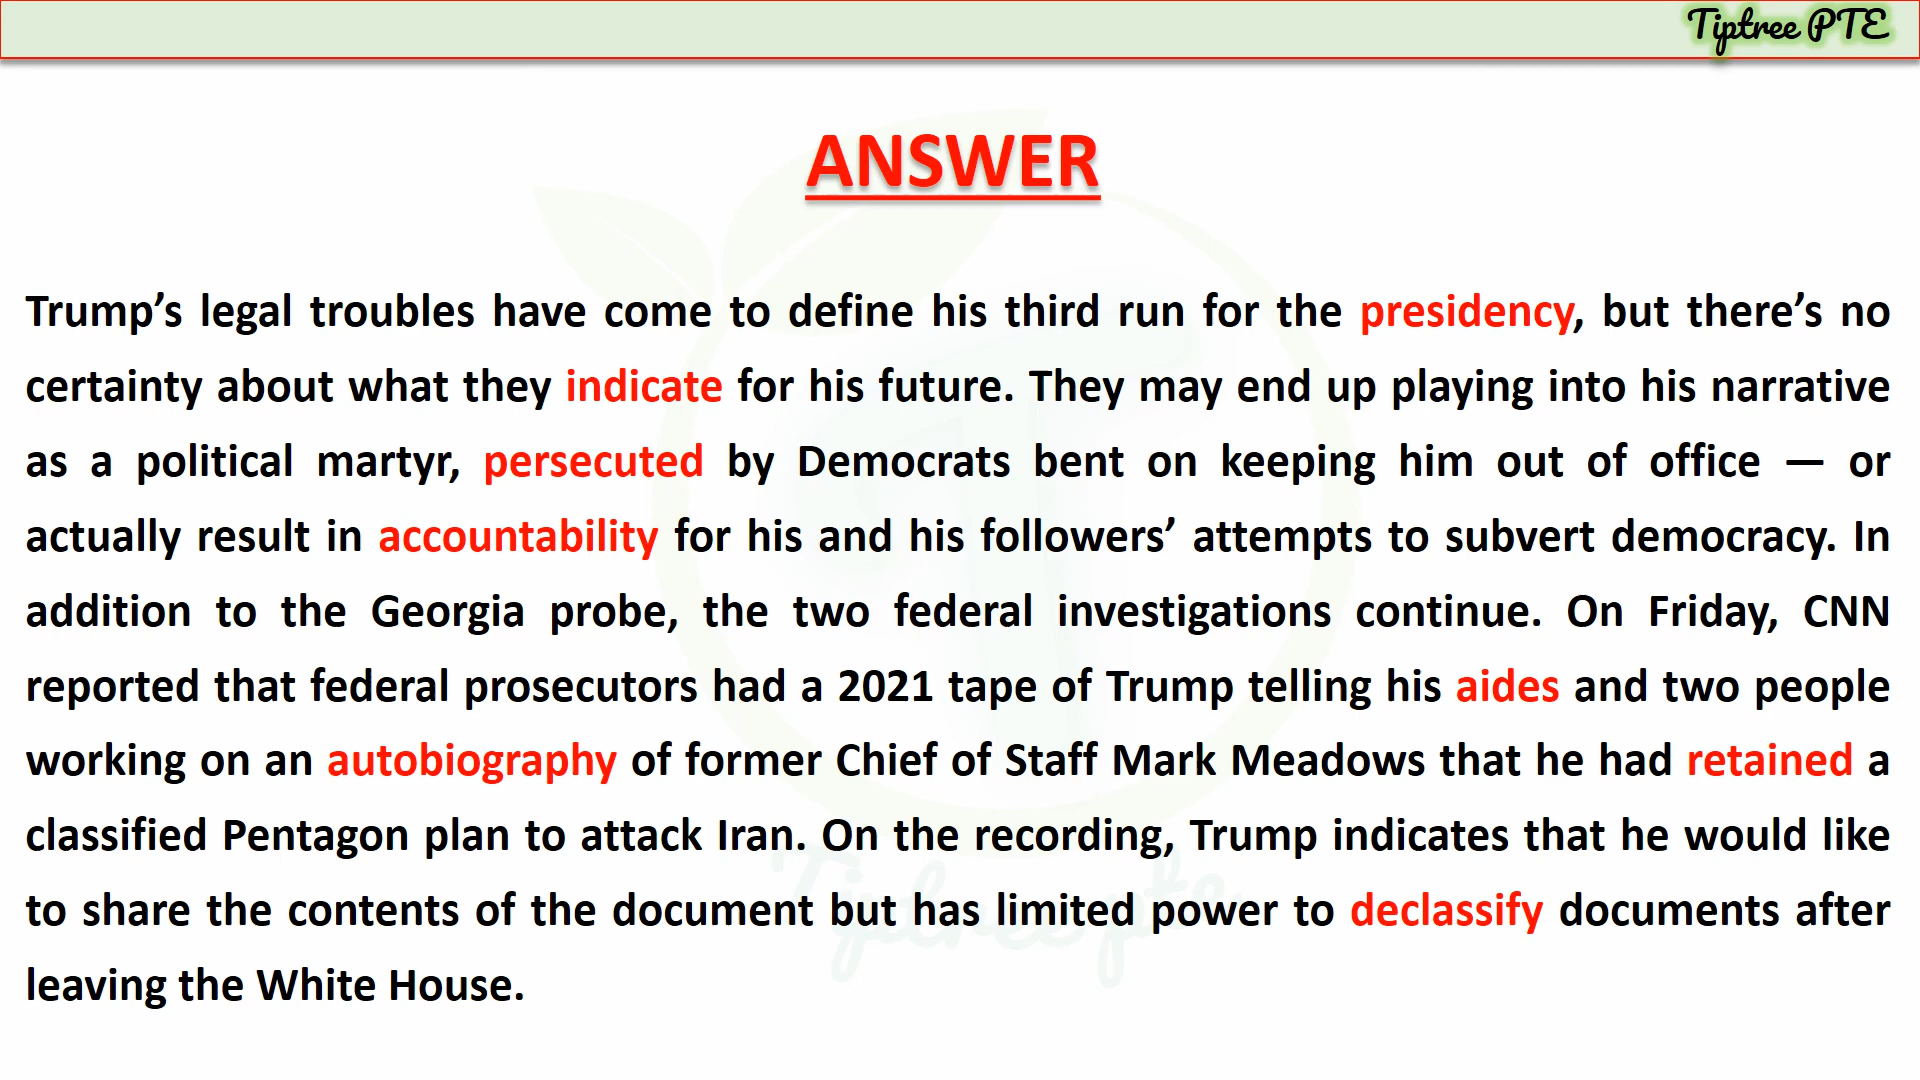 Tiptree PTE
ANSWER
Trump’s legal troubles have come to define his third run for the presidency, but there’s no
certainty about what they indicate for his future. They may end up playing into his narrative
as a political martyr, persecuted by Democrats bent on keeping him out of office — or
actually result in accountability for his and his followers’ attempts to subvert democracy. In
addition to the Georgia probe, the two federal investigations continue. On Friday, CNN
reported that federal prosecutors had a 2021 tape of Trump telling his aides and two people
working on an autobiography of former Chief of Staff Mark Meadows that he had retained a
classified Pentagon plan to attack Iran. On the recording, Trump indicates that he would like
to share the contents of the document but has limited power to declassify documents after
leaving the White House.
Tiptree pte